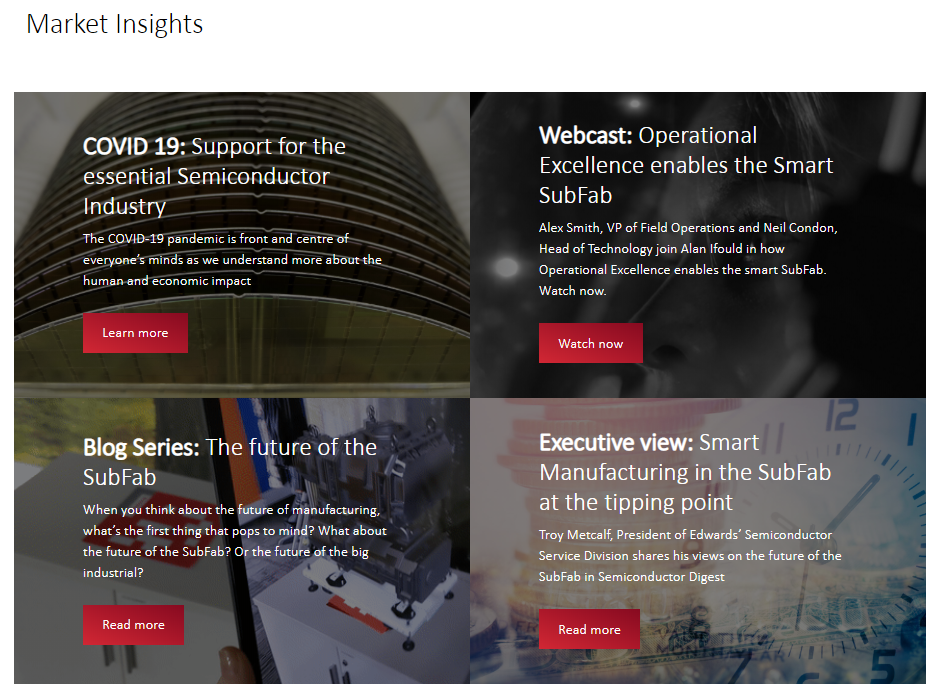 Market Insights
COVID 19: Support for the
essential Semiconductor
Industry
The COVID-19 pandemic is front and centre of
everyone's minds as we understand more about the
human and economic impact
Learn more
Webcast: Operational
Excellence enables the Smart
SubFab
Alex Smith, VP of Field Operations and Neil Condon,
Head of Technology join Alan Ifould in how
Operational Excellence enables the smart SubFab.
Watch now.
Watch now
Blog Series: The future of the
SubFab
When you think about the future of manufacturing,
what's the first thing that pops to mind? What about
the future of the SubFab? Or the future of the big
industrial?
Read more
Executive view: Smart
Manufacturing in the SubFab
at the tipping point
Troy Metcalf, President of Edwards' Semiconductor
Service Division shares his views on the future of the
SubFab in Semiconductor Digest
Read more
12
1
MONTH/YEAR
7
5